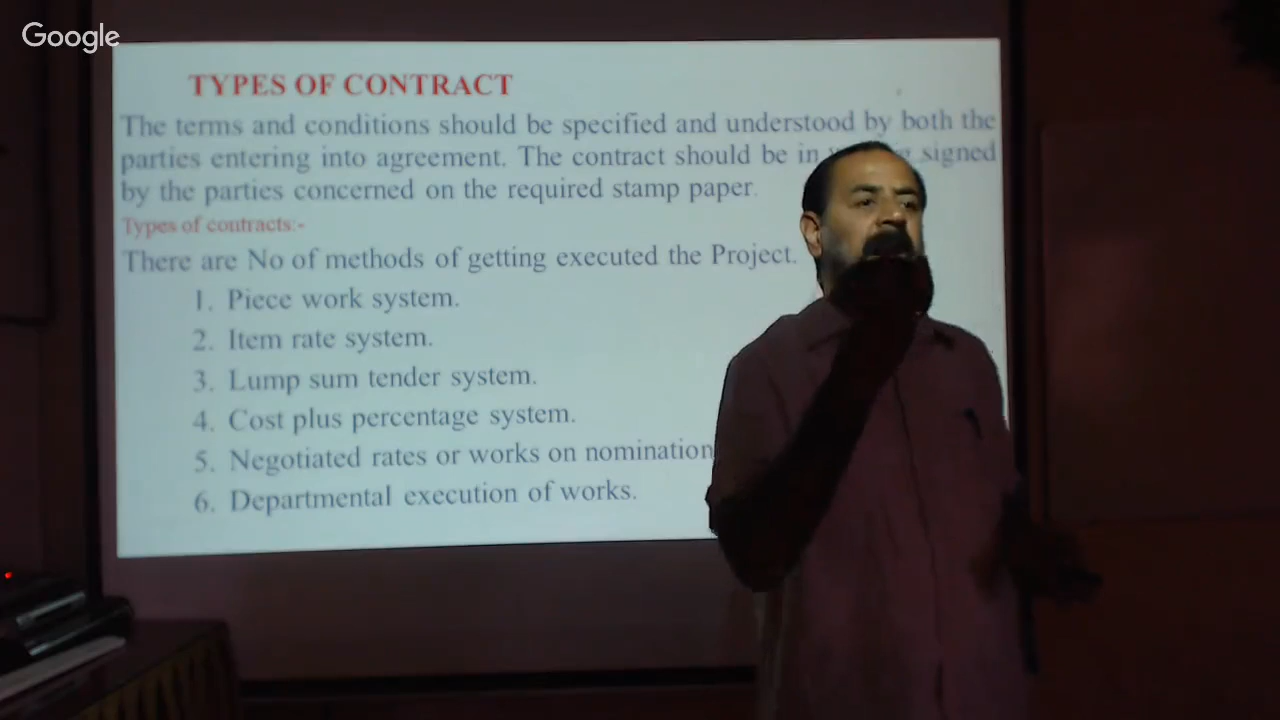 Google
TYPES OF CONTRACT
The terms and conditions should be specified and understood by both the
parties entering into agreement. The contract should be in signed
by the parties concerned on the required stamp paper.
Types of contracts:-
There are No of methods of getting executed the Project.
1. Piece work system.
2. Item rate system.
3. Lump sum tender system.
4. Cost plus percentage system.
5. Negotiated rates or works on nomination
6. Departmental execution of works.